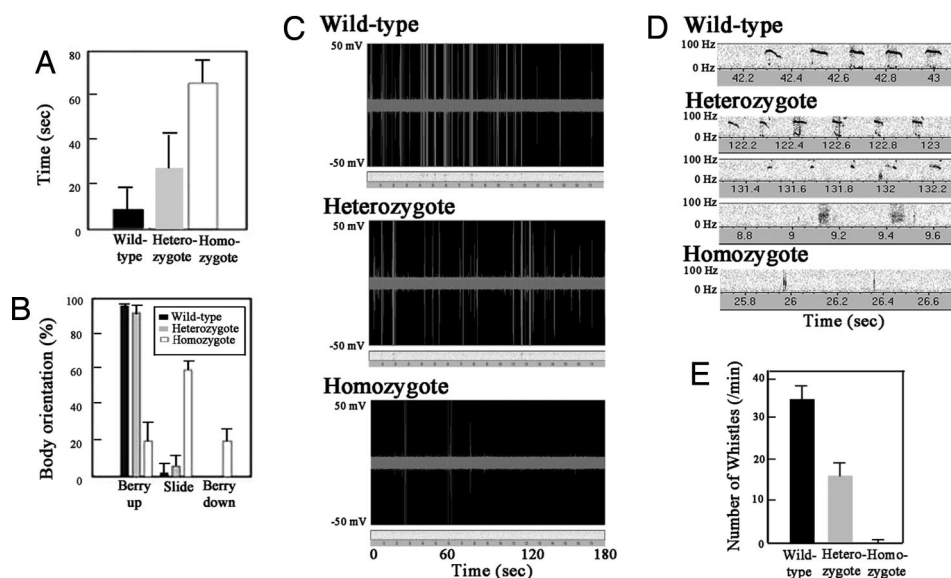 A
Time (sec)
80
60
40
20
0
Wild-
type
Hetero-
zygote
Homo-
zygote
B
Body orientation (%)
100
80
60
40
20
0
Wild-type
Heterozygote
Homozygote
Berry
up
Slide
Berry
down
C
Wild-type
50 mV
-50 mV
Heterozygote
50 mV
-50 mV
Homozygote
50 mV
-50 mV
0 60 120 180
Time (sec)
D
Wild-type
100 Hz
0 Hz
42.2 42.4 42.6 42.8 43
Heterozygote
100 Hz
0 Hz
122.2 122.4 122.6 122.8 123
100 Hz
0 Hz
131.4 131.6 131.8 132 132.2
100 Hz
0 Hz
8.8 9 9.2 9.4 9.6
Homozygote
100 Hz
0 Hz
25.8 26 26.2 26.4 26.6
Time (sec)
E
Number of Whistles (/min)
40
30
20
10
0
Wild-
type
Hetero-
zygote
Homo-
zygote